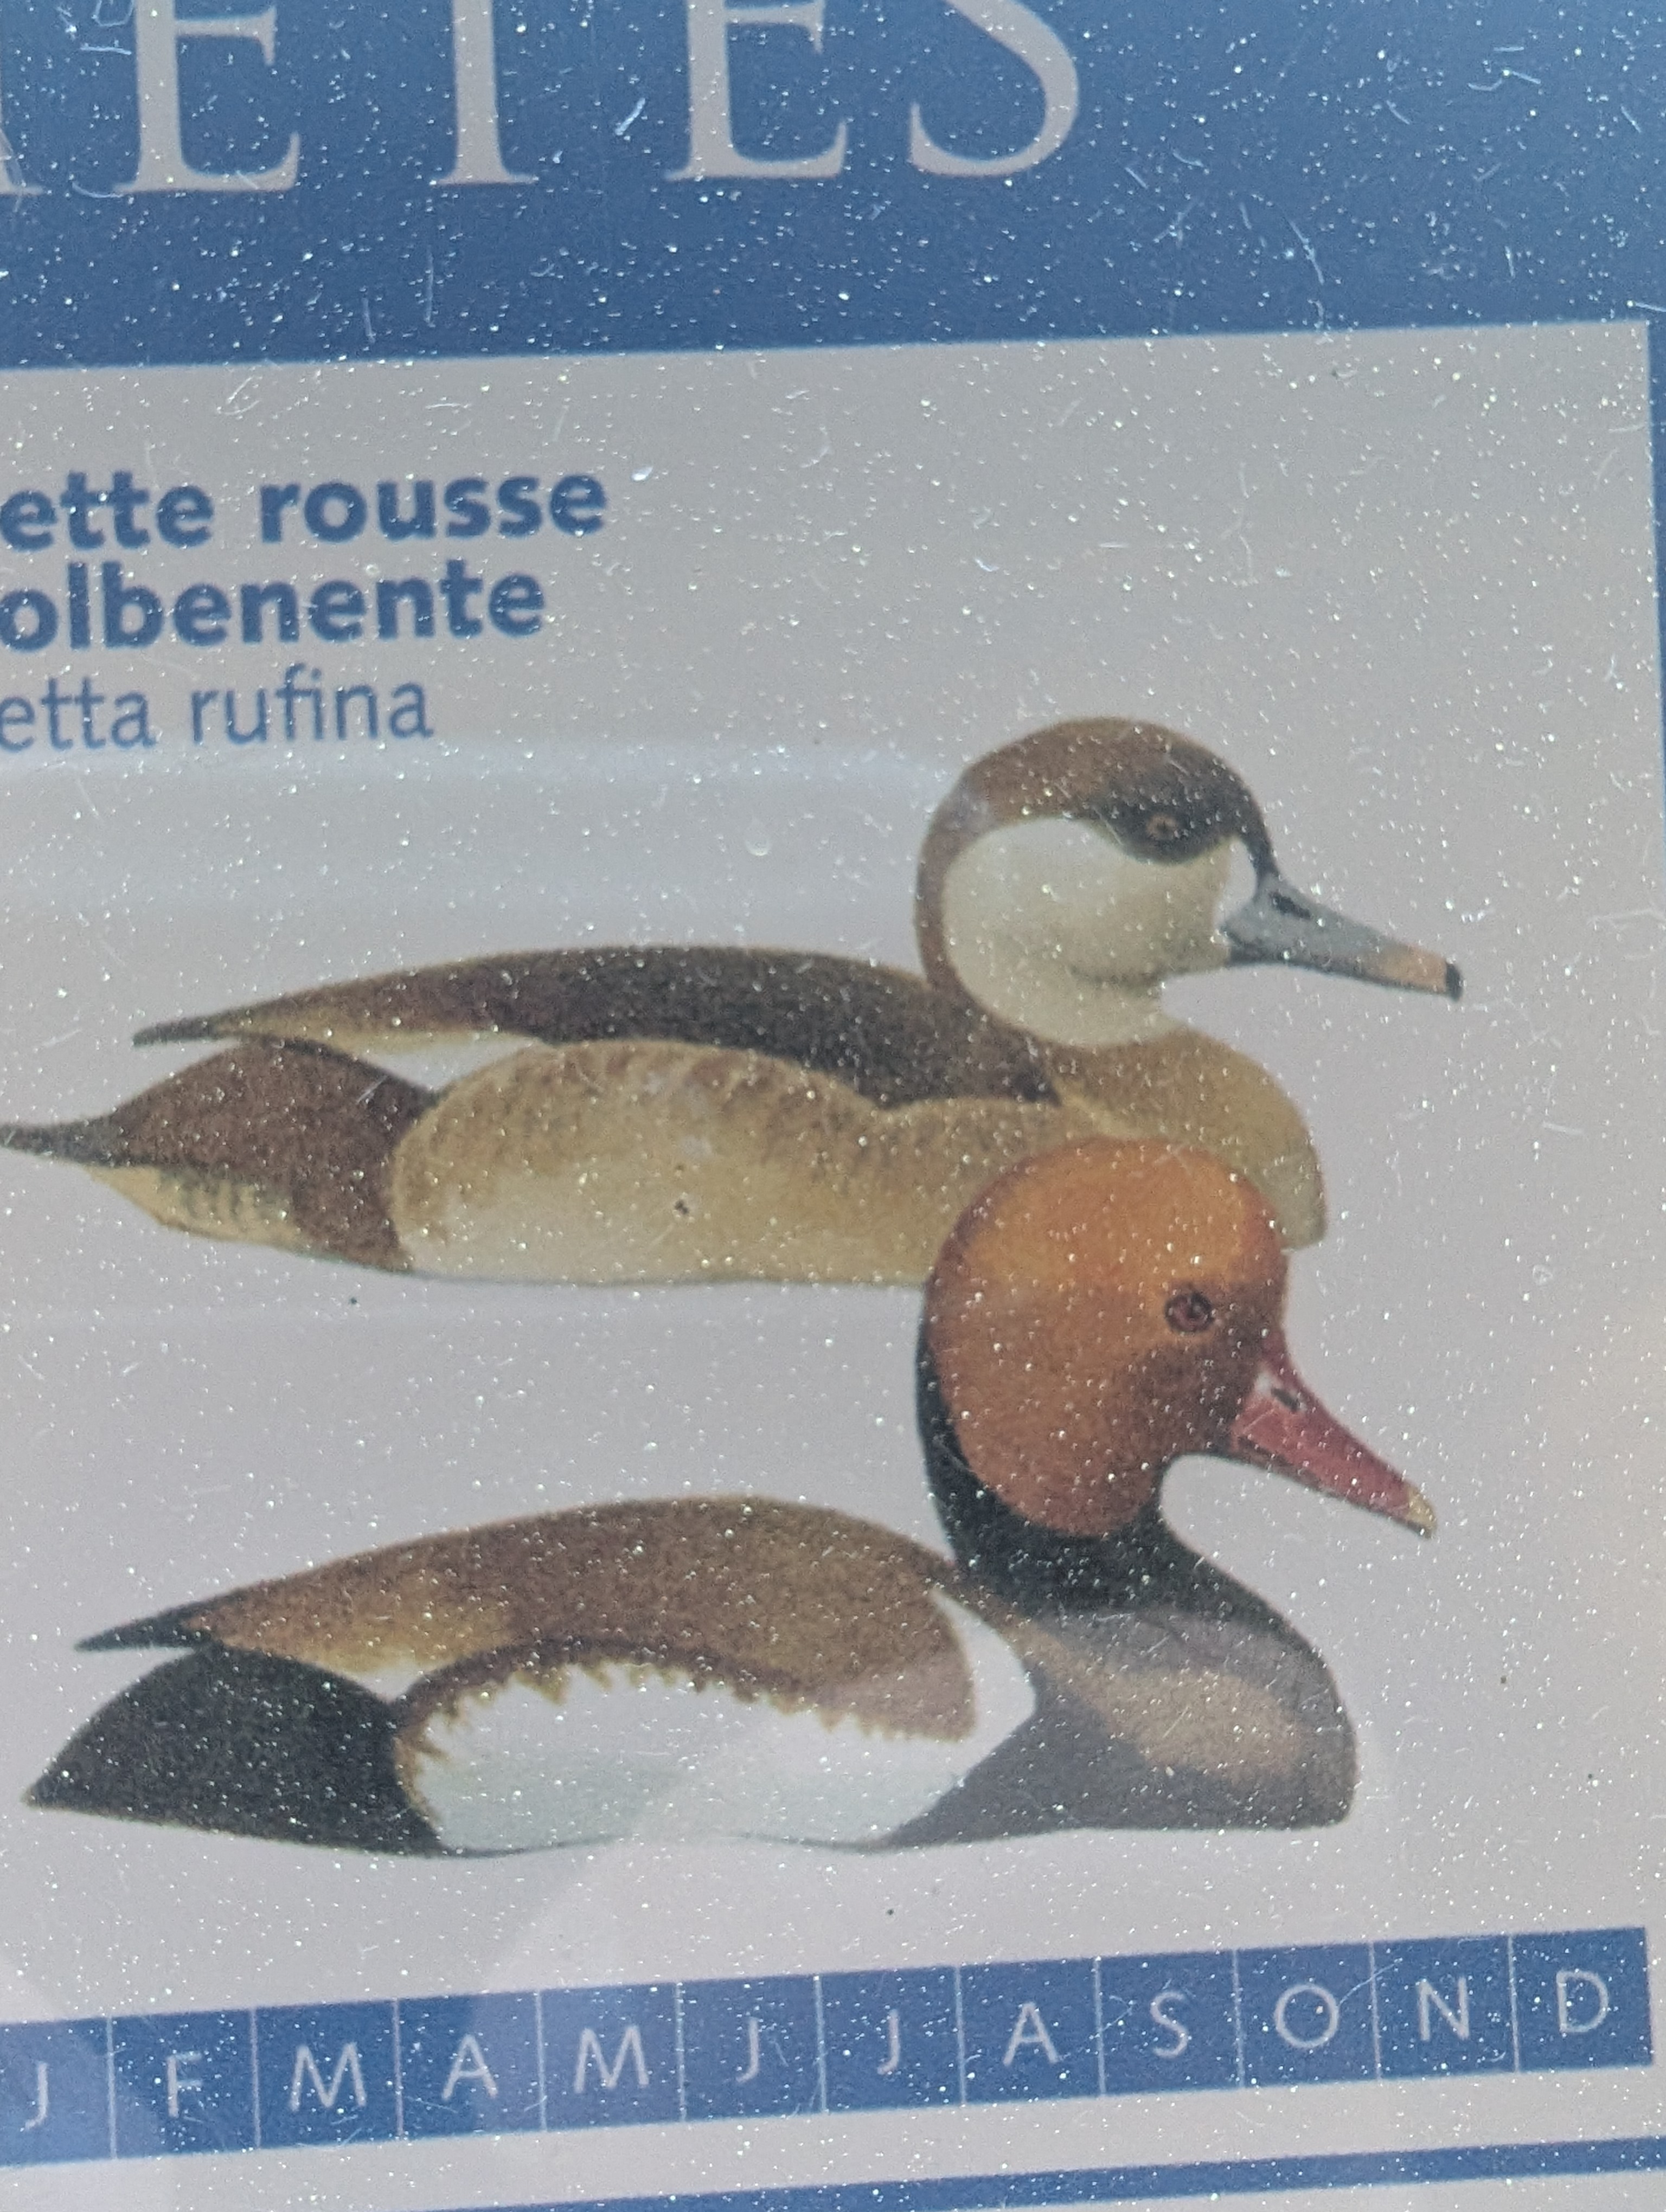 ETES
ette rousse
olbenente
etta rufina
J F M A M J J A S O N D